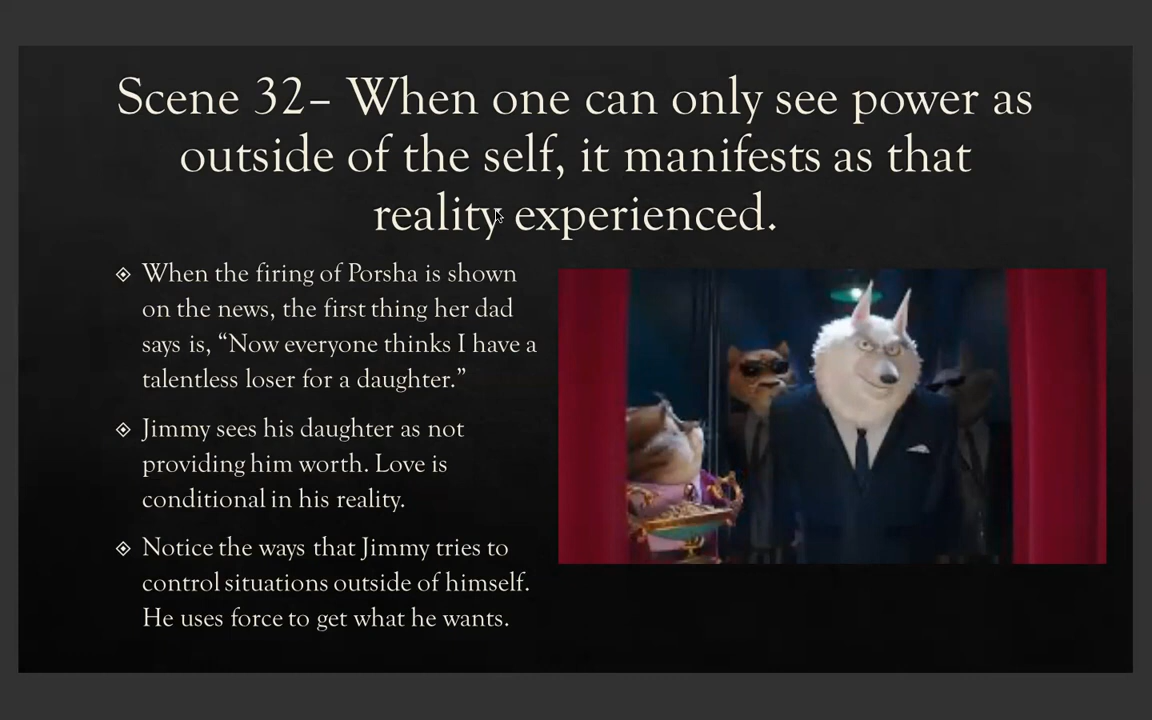 Scene 32– When one can only see power as
outside of the self, it manifests as that
reality experienced.
When the firing of Porsha is shown
on the news, the first thing her dad
says is, “Now everyone thinks I have a
talentless loser for a daughter.”
Jimmy sees his daughter as not
providing him worth. Love is
conditional in his reality.
Notice the ways that Jimmy tries to
control situations outside of himself.
He uses force to get what he wants.